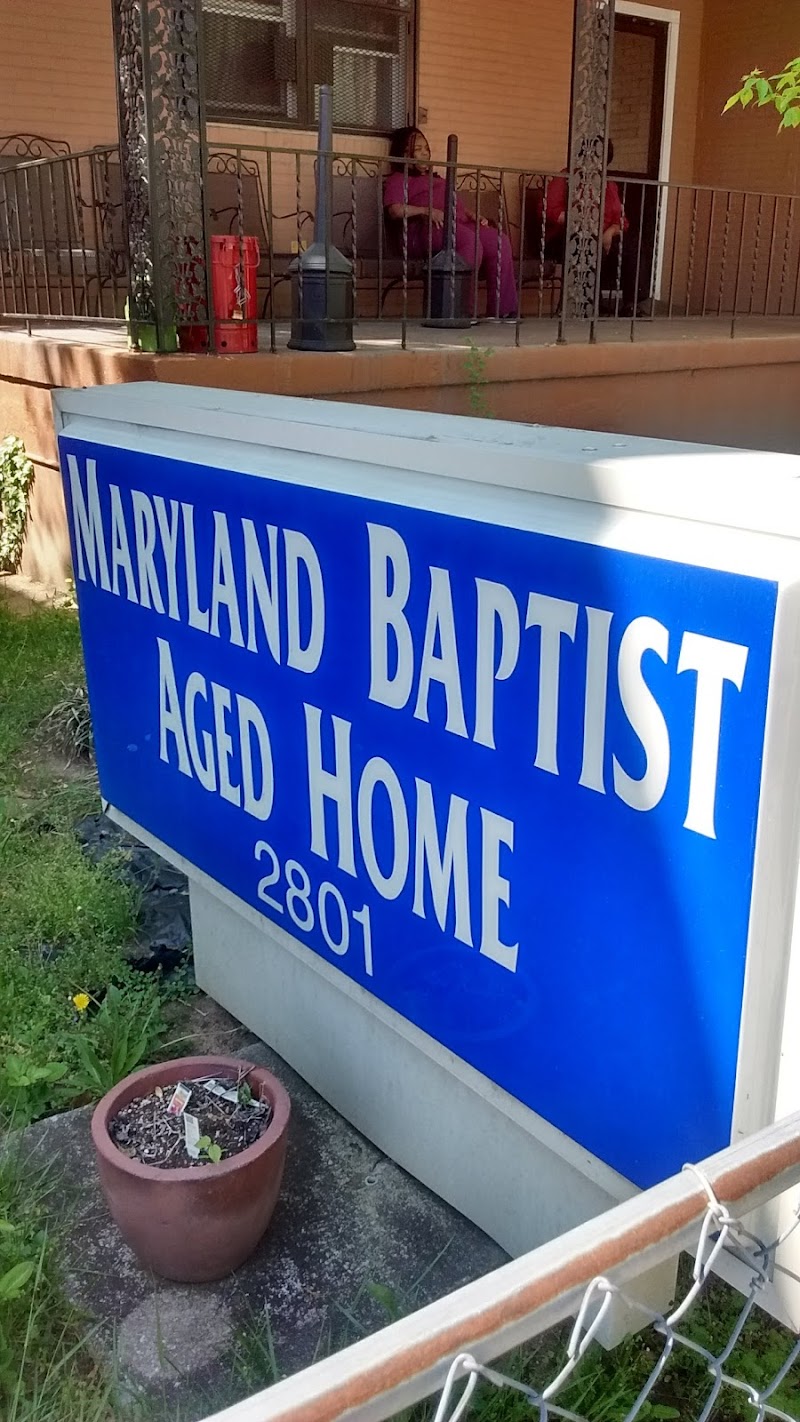 Maryland Baptist
Aged Home
2801